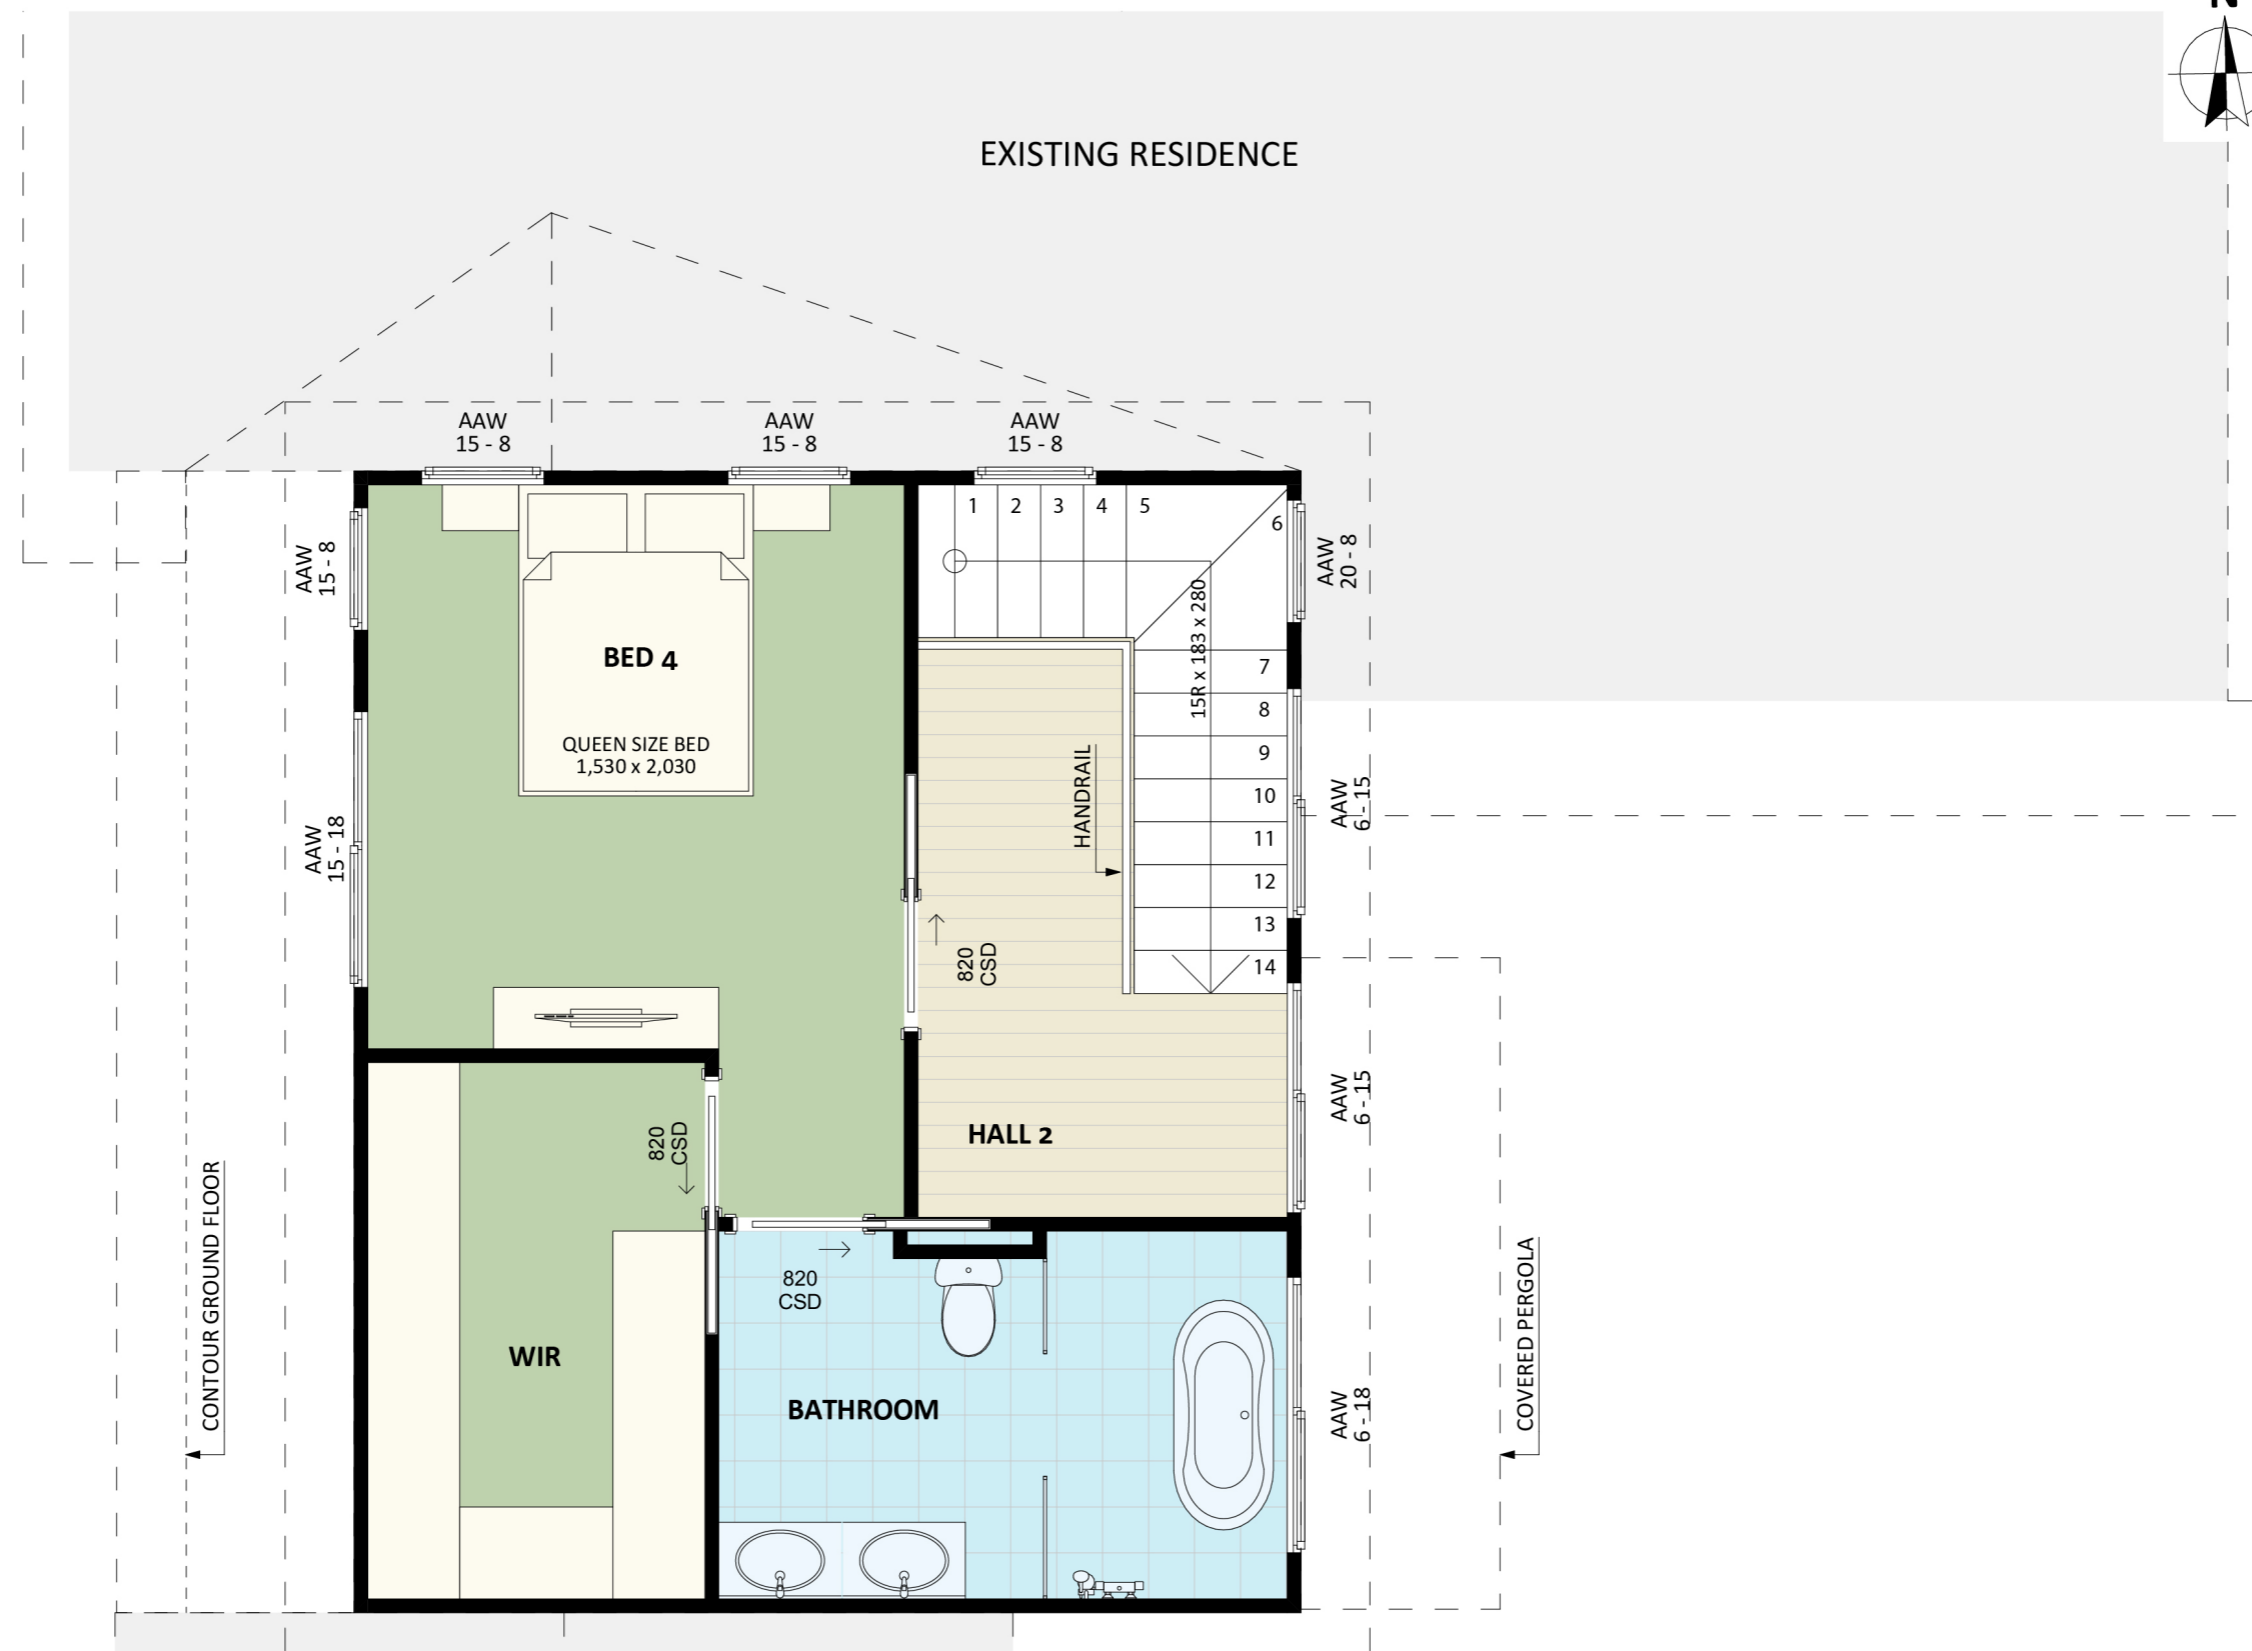 N
EXISTING RESIDENCE
AAW
15 - 8
AAW
15 - 8
AAW
15 - 8
1
2
3
4
5
6
AAW
15 - 8
AAW
20 - 8
15R x 183 x 280
BED 4
7
8
9
10
11
12
13
14
QUEEN SIZE BED
1,530 x 2,030
HANDRAIL
AAW
6 - 15
AAW
15 - 18
820
CSD
AAW
6 - 15
HALL 2
820
CSD
CONTOUR GROUND FLOOR
820
CSD
COVERED PERGOLA
WIR
BATHROOM
AAW
6 - 18